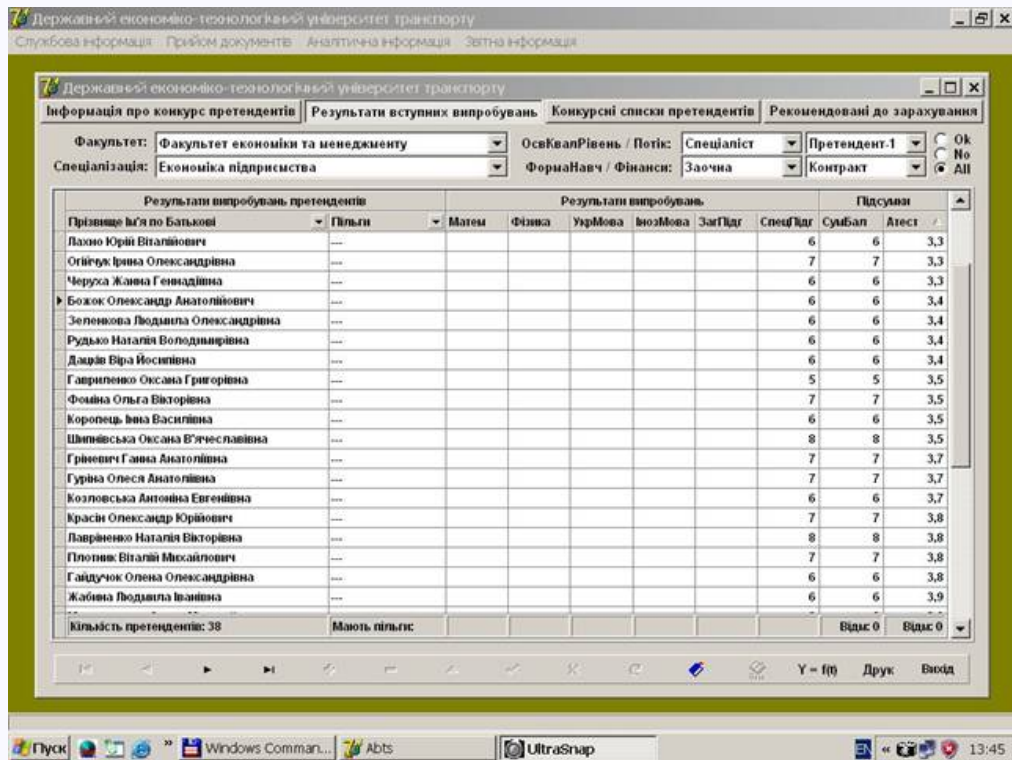 Державний економіко-технологічний університет транспорту
Службова інформація Прийом документів Аналітична інформація Звітна інформація
Державний економіко-технологічний університет транспорту
Інформація про конкурс претендентів Результати вступних випробувань Конкурсні списки претендентів Рекомендовані до зарахування
Факультет: Факультет економіки та менеджменту ОсвКвалРівень / Потік: Спеціаліст Претендент-1 Ok
No
Спеціалізація: Економіка підприємства ФормаНавч / Фінанси: Заочна Контракт All
Результати випробувань претендентів Результати випробувань Підсумки
Прізвище Ім'я по Батькові Пільги Матем Фізика УкрМова ІнозМова ЗагПідг СпецПідг СумБал Атест
Лахно Юрій Віталійович --- 6 6 3,3
Огійчук Ірина Олександрівна --- 7 7 3,3
Черуха Жанна Геннадіївна --- 6 6 3,3
Божок Олександр Анатолійович --- 6 6 3,4
Зеленкова Людмила Олександрівна --- 6 6 3,4
Рудько Наталія Володимирівна --- 6 6 3,4
Дацків Віра Йосипівна --- 6 6 3,4
Гавриленко Оксана Григорівна --- 5 5 3,5
Фоміна Ольга Вікторівна --- 7 7 3,5
Коропець Інна Василівна --- 6 6 3,5
Шипнівська Оксана В'ячеславівна --- 8 8 3,5
Гріневич Ганна Анатоліївна --- 7 7 3,7
Гуріна Олеся Анатоліївна --- 7 7 3,7
Козловська Антоніна Евгеніївна --- 6 6 3,7
Красін Олександр Юрійович --- 7 7 3,8
Лавріненко Наталія Вікторівна --- 8 8 3,8
Плотник Віталій Михайлович --- 7 7 3,8
Гайдучок Олена Олександрівна --- 6 6 3,8
Жабина Людмила Іванівна --- 6 6 3,9
Кількість претендентів: 38 Мають пільги: Відмс 0 Відмс 0
Y = f(t) Друк Вихід
Пуск » Windows Comman... Abts UltraSnap EN « 13:45